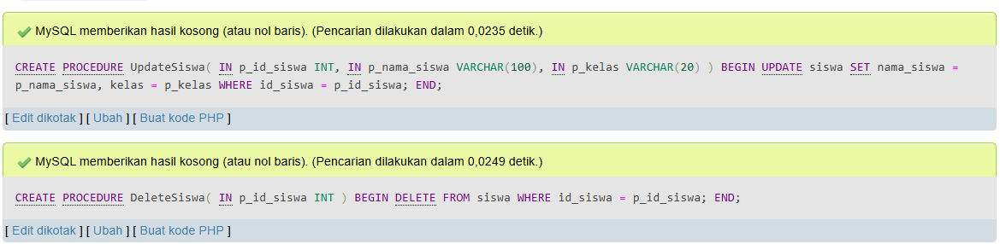 MySQL memberikan hasil kosong (atau nol baris). (Pencarian dilakukan dalam 0,0235 detik.)
CREATE PROCEDURE UpdateSiswa( IN p_id_siswa INT, IN p_nama_siswa VARCHAR(100), IN p_kelas VARCHAR(20) ) BEGIN UPDATE siswa SET nama_siswa =
p_nama_siswa, kelas = p_kelas WHERE id_siswa = p_id_siswa; END;
[ Edit dikotak ] [ Ubah ] [ Buat kode PHP ]
MySQL memberikan hasil kosong (atau nol baris). (Pencarian dilakukan dalam 0,0249 detik.)
CREATE PROCEDURE DeleteSiswa( IN p_id_siswa INT ) BEGIN DELETE FROM siswa WHERE id_siswa = p_id_siswa; END;
[ Edit dikotak ] [ Ubah ] [ Buat kode PHP ]